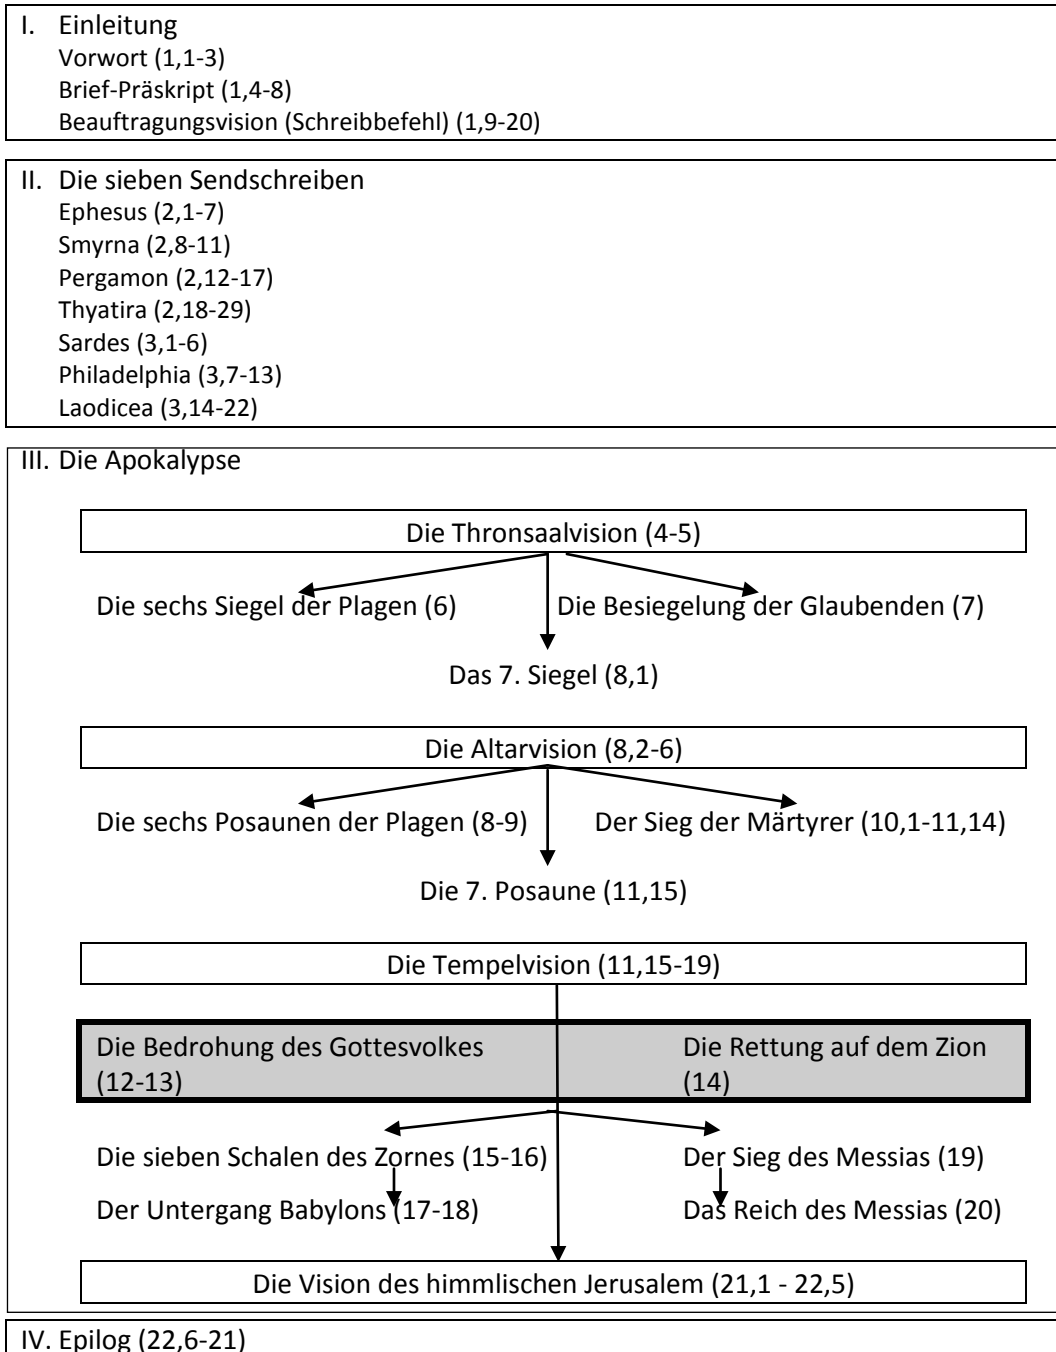 I. Einleitung
Vorwort (1,1-3)
Brief-Präskript (1,4-8)
Beauftragungsvision (Schreibbefehl) (1,9-20)
II. Die sieben Sendschreiben
Ephesus (2,1-7)
Smyrna (2,8-11)
Pergamon (2,12-17)
Thyatira (2,18-29)
Sardes (3,1-6)
Philadelphia (3,7-13)
Laodicea (3,14-22)
III. Die Apokalypse
Die Thronsaalvision (4-5)
Die sechs Siegel der Plagen (6) Die Besiegelung der Glaubenden (7)
Das 7. Siegel (8,1)
Die Altarvision (8,2-6)
Die sechs Posaunen der Plagen (8-9) Der Sieg der Märtyrer (10,1-11,14)
Die 7. Posaune (11,15)
Die Tempelvision (11,15-19)
Die Bedrohung des Gottesvolkes
(12-13)
Die Rettung auf dem Zion
(14)
Die sieben Schalen des Zornes (15-16) Der Sieg des Messias (19)
Der Untergang Babylons (17-18) Das Reich des Messias (20)
Die Vision des himmlischen Jerusalem (21,1 - 22,5)
IV. Epilog (22,6-21)